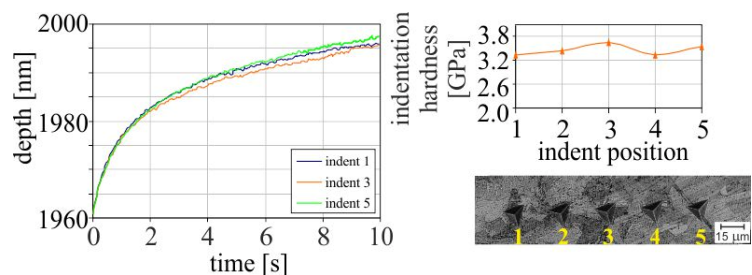 2000
1980
1960
depth [nm]
0 2 4 6 8 10
time [s]
indent 1
indent 3
indent 5
indentation
hardness
[GPa]
3.8
3.2
2.6
2.0
1 2 3 4 5
indent position
1 2 3 4 5
15 µm